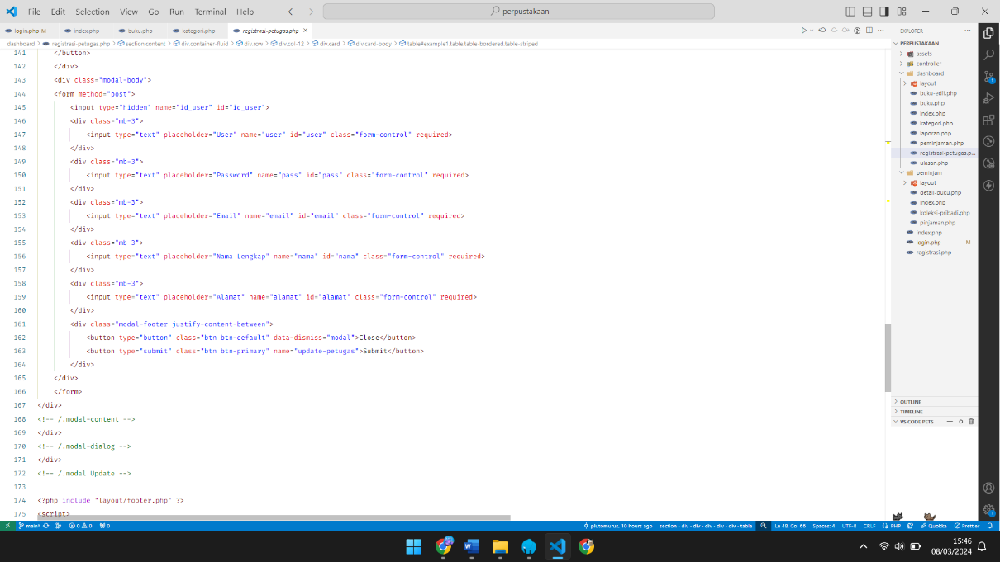 File Edit Selection View Go Run Terminal Help
perpustakaan
login.php M index.php buku.php kategori.php registrasi-petugas.php
dashboard > registrasi-petugas.php > section.content > div.container-fluid > div.row > div.col-12 > div.card > div.card-body > table#example1.table.table-bordered.table-striped
141 </button>
142 </div>
143 <div class="modal-body">
144 <form method="post">
145 <input type="hidden" name="id_user" id="id_user">
146 <div class="mb-3">
147 <input type="text" placeholder="User" name="user" id="user" class="form-control" required>
148 </div>
149 <div class="mb-3">
150 <input type="text" placeholder="Password" name="pass" id="pass" class="form-control" required>
151 </div>
152 <div class="mb-3">
153 <input type="text" placeholder="Email" name="email" id="email" class="form-control" required>
154 </div>
155 <div class="mb-3">
156 <input type="text" placeholder="Nama Lengkap" name="nama" id="nama" class="form-control" required>
157 </div>
158 <div class="mb-3">
159 <input type="text" placeholder="Alamat" name="alamat" id="alamat" class="form-control" required>
160 </div>
161 <div class="modal-footer justify-content-between">
162 <button type="button" class="btn btn-default" data-dismiss="modal">Close</button>
163 <button type="submit" class="btn btn-primary" name="update-petugas">Submit</button>
164 </div>
165 </div>
166 </form>
167 </div>
168 <!-- /.modal-content -->
169 </div>
170 <!-- /.modal-dialog -->
171 </div>
172 <!-- /.modal Update -->
173
174 <?php include "layout/footer.php" ?>
175 <script>
EXPLORER
PERPUSTAKAAN
assets
controller
dashboard
layout
buku-edit.php
buku.php
index.php
kategori.php
laporan.php
peminjaman.php
registrasi-petugas.p...
ulasan.php
peminjam
layout
detail-buku.php
index.php
koleksi-pribadi.php
pinjaman.php
index.php
login.php M
registrasi.php
OUTLINE
TIMELINE
VS CODE PETS
main* 0 0 0 plutomurus, 10 hours ago section > div > div > div > div > div > table Ln 48, Col 66 Spaces: 4 UTF-8 CRLF PHP Quokka Prettier
15:46
08/03/2024